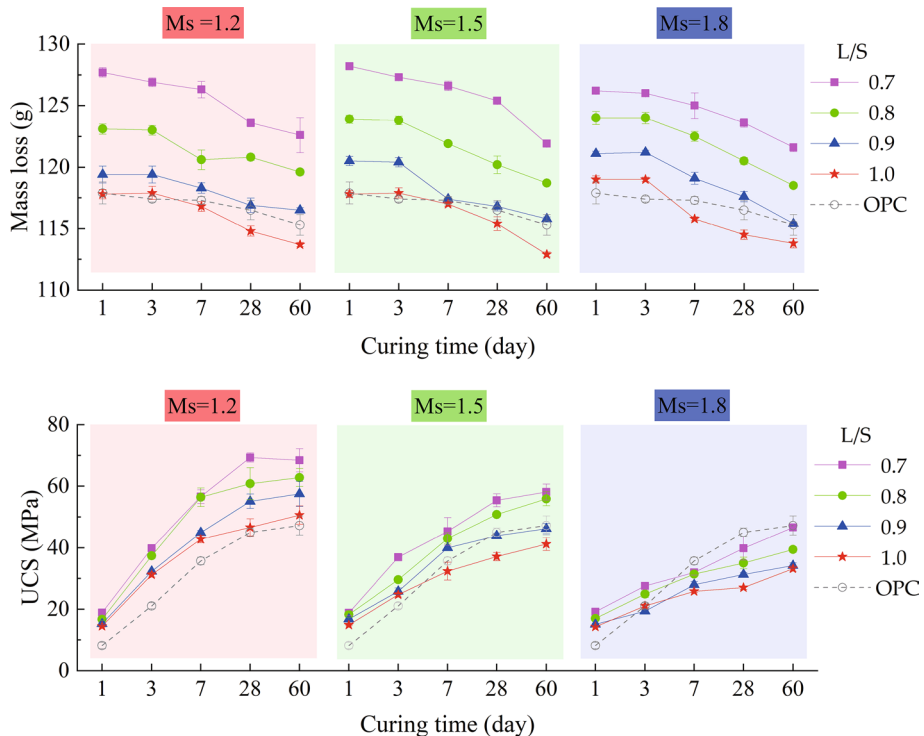 Ms =1.2 Ms=1.5 Ms=1.8
130
125
120
115
110
Mass loss (g)
1 3 7 28 60 1 3 7 28 60 1 3 7 28 60
Curing time (day)
L/S
0.7
0.8
0.9
1.0
OPC
Ms=1.2 Ms=1.5 Ms=1.8
80
60
40
20
0
UCS (MPa)
1 3 7 28 60 1 3 7 28 60 1 3 7 28 60
Curing time (day)
L/S
0.7
0.8
0.9
1.0
OPC